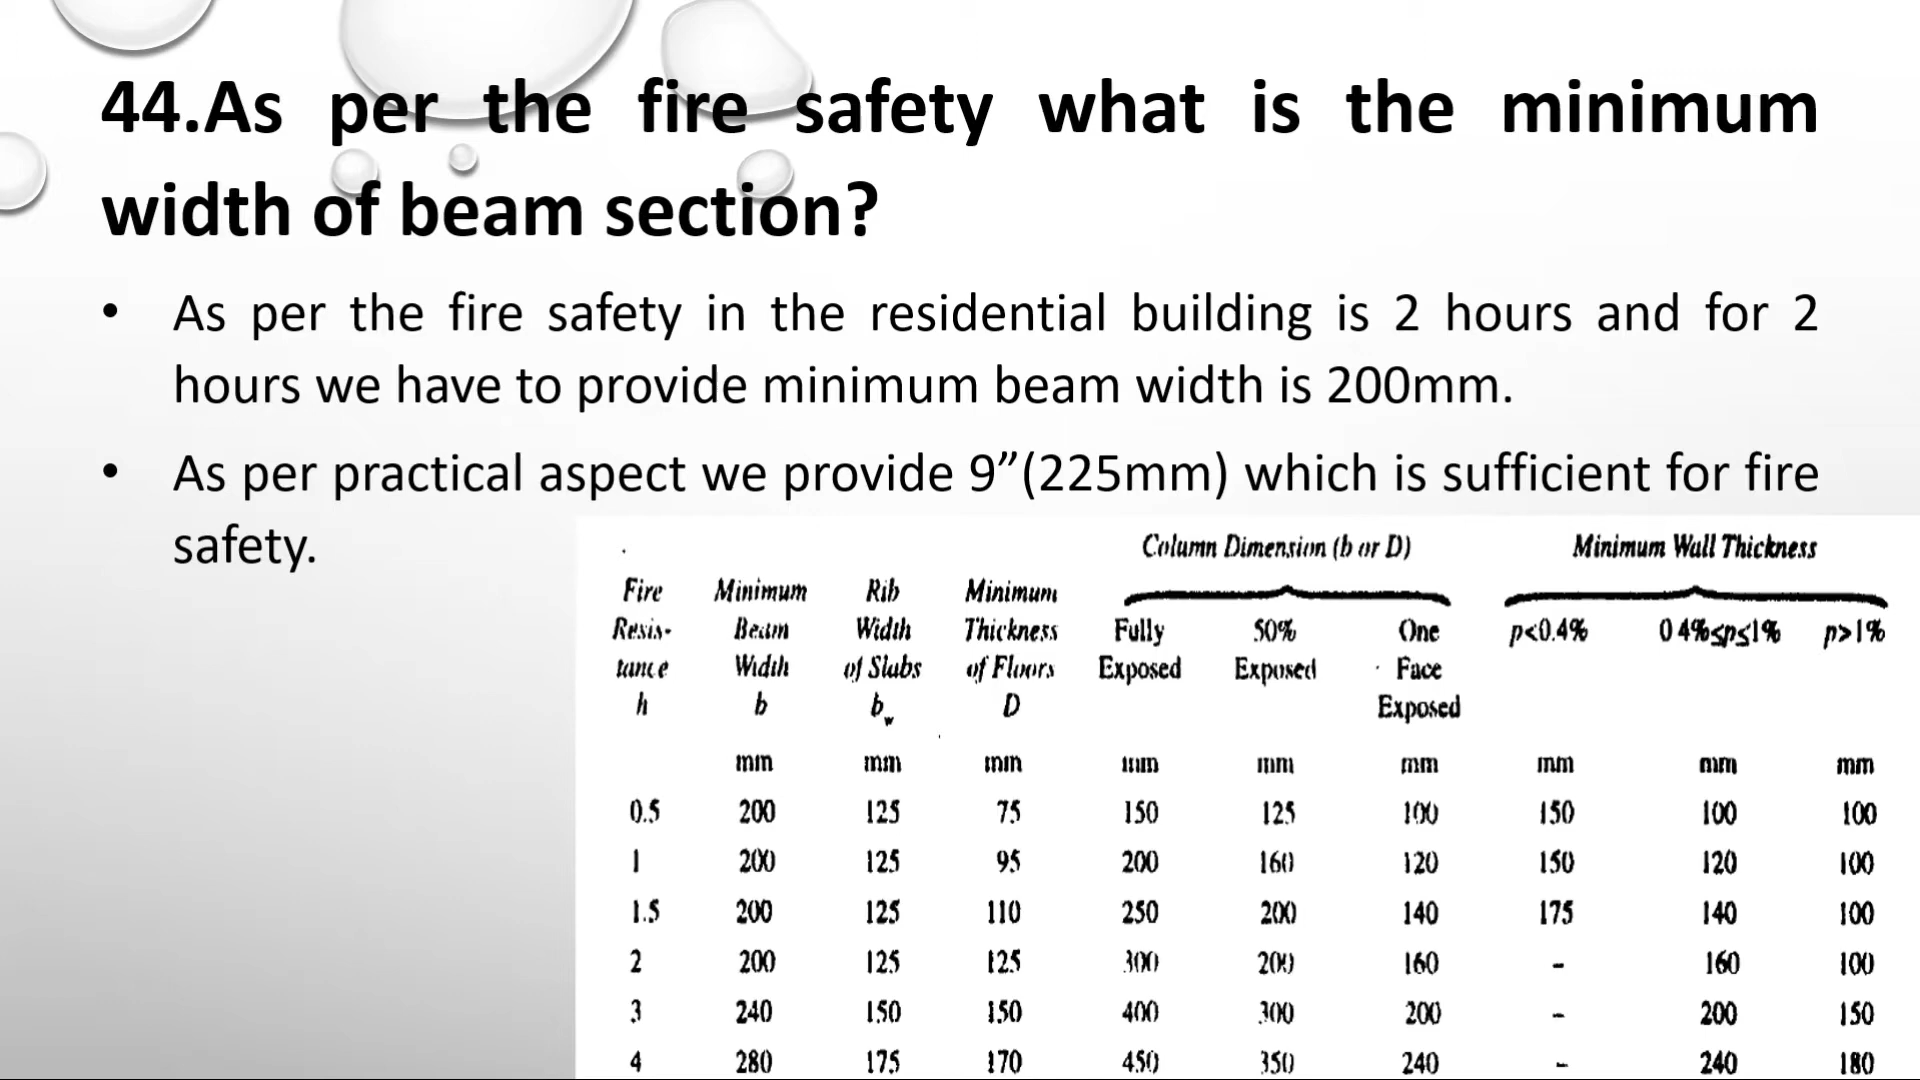 44.As per the fire safety what is the minimum
width of beam section?
• As per the fire safety in the residential building is 2 hours and for 2
hours we have to provide minimum beam width is 200mm.
• As per practical aspect we provide 9”(225mm) which is sufficient for fire
safety.
Column Dimension (b or D) Minimum Wall Thickness
Fire Minimum Rib Minimum
Resis- Beam Width Thickness Fully 50% One p<0.4% 0 4%≤p≤1% p>1%
tance Width of Slabs of Floors Exposed Exposed Face
h b bw D Exposed
mm mm mm mm mm mm mm mm mm
0.5 200 125 75 150 125 100 150 100 100
1 200 125 95 200 160 120 150 120 100
1.5 200 125 110 250 200 140 175 140 100
2 200 125 125 300 200 160 – 160 100
3 240 150 150 400 300 200 – 200 150
4 280 175 170 450 350 240 – 240 180